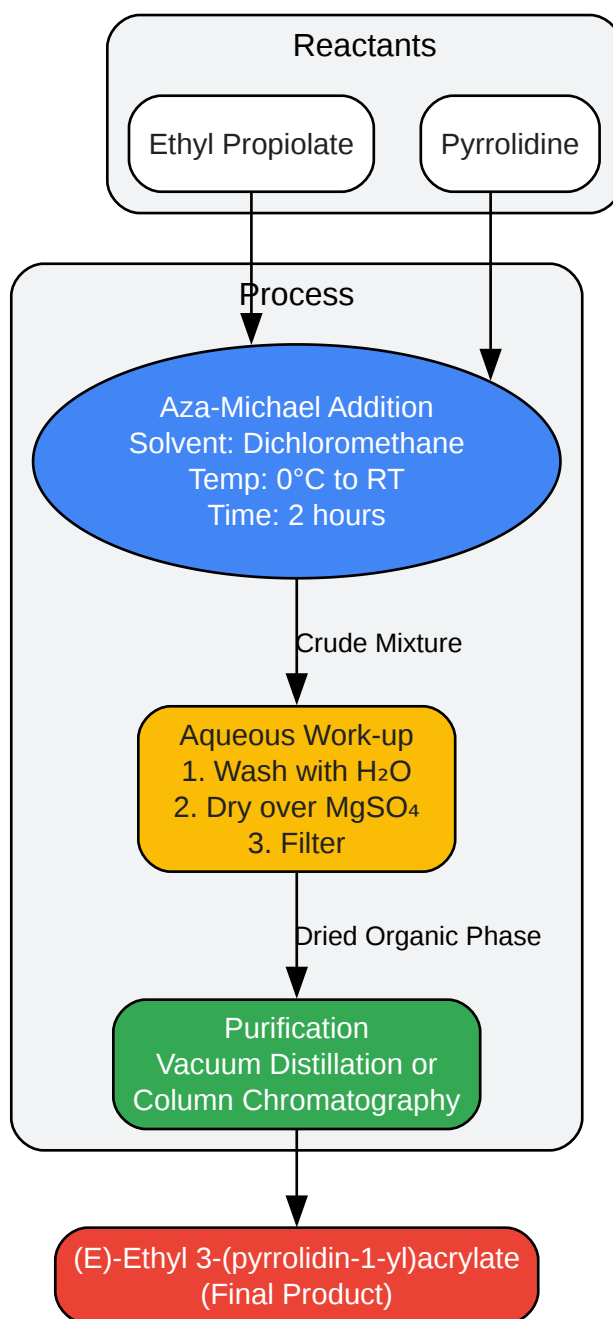 Reactants
Ethyl Propiolate
Pyrrolidine
Process
Aza-Michael Addition
Solvent: Dichloromethane
Temp: 0°C to RT
Time: 2 hours
Crude Mixture
Aqueous Work-up
1. Wash with H₂O
2. Dry over MgSO₄
3. Filter
Dried Organic Phase
Purification
Vacuum Distillation or
Column Chromatography
(E)-Ethyl 3-(pyrrolidin-1-yl)acrylate
(Final Product)